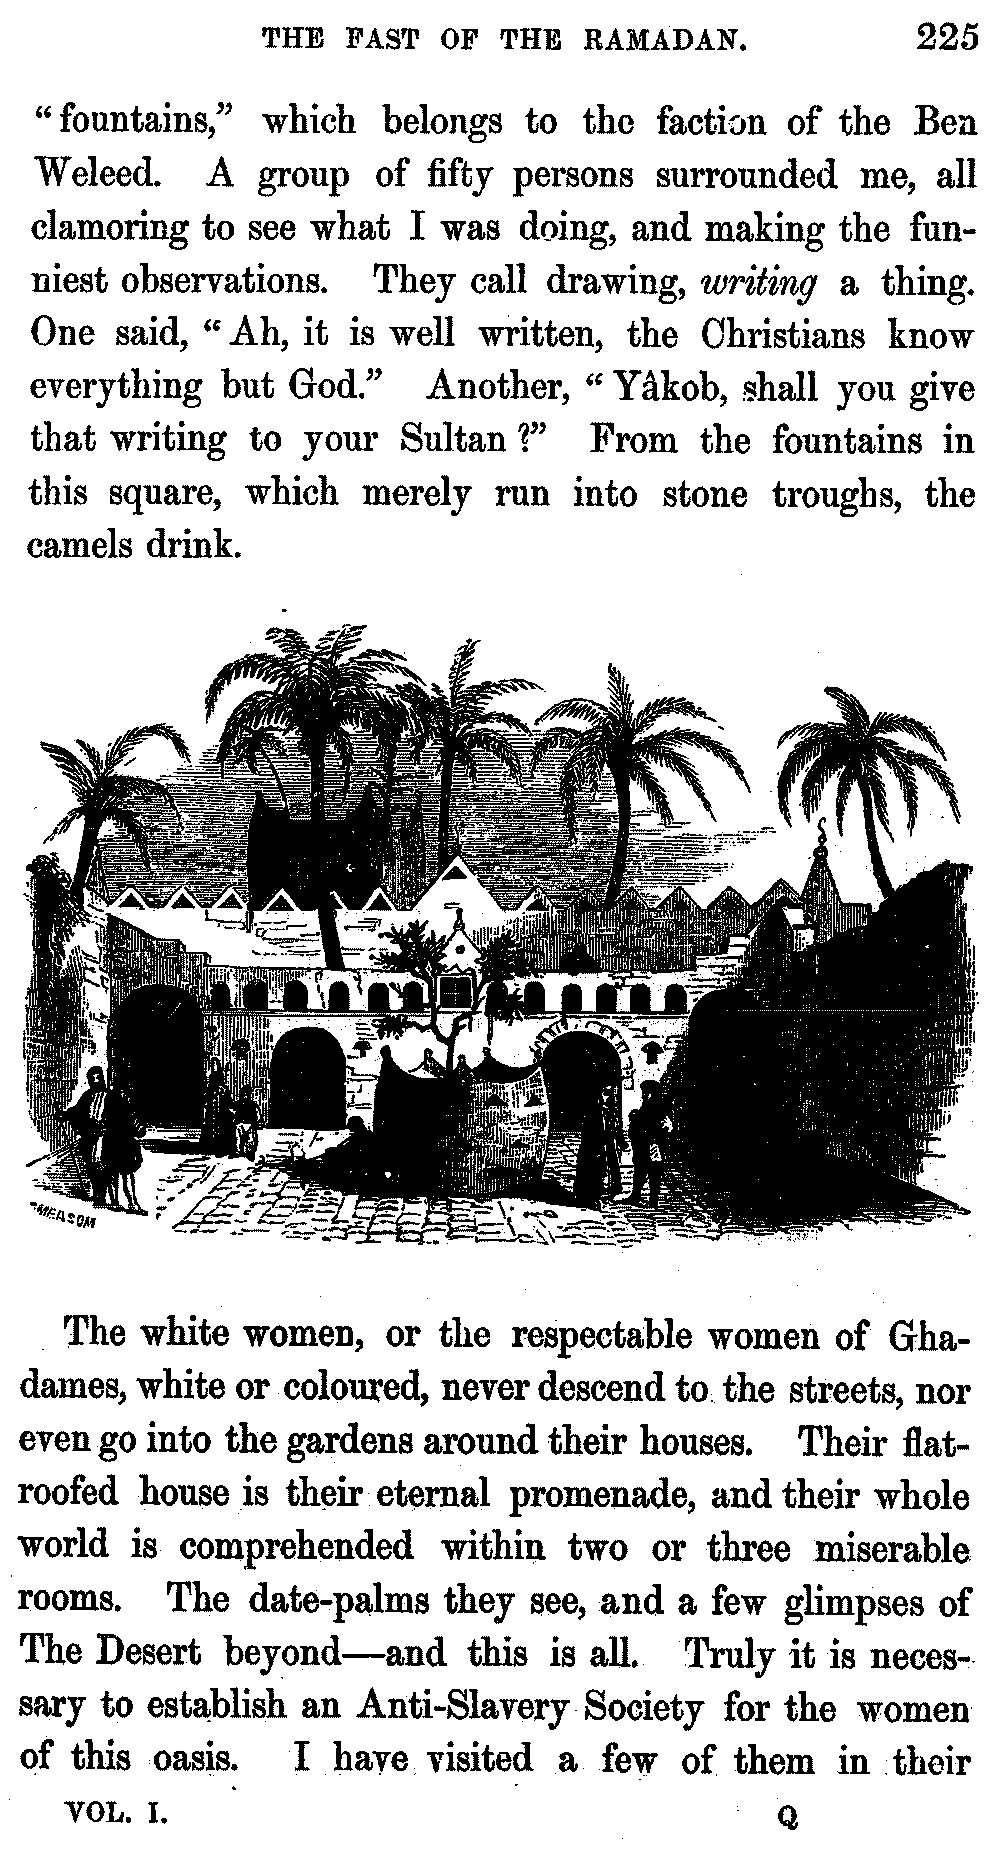 THE FAST OF THE RAMADAN. 225
“fountains,” which belongs to the faction of the Ben
Weleed. A group of fifty persons surrounded me, all
clamoring to see what I was doing, and making the fun-
niest observations. They call drawing, writing a thing.
One said, “Ah, it is well written, the Christians know
everything but God.” Another, “Yâkob, shall you give
that writing to your Sultan?” From the fountains in
this square, which merely run into stone troughs, the
camels drink.
MEASOM
The white women, or the respectable women of Gha-
dames, white or coloured, never descend to the streets, nor
even go into the gardens around their houses. Their flat-
roofed house is their eternal promenade, and their whole
world is comprehended within two or three miserable
rooms. The date-palms they see, and a few glimpses of
The Desert beyond—and this is all. Truly it is neces-
sary to establish an Anti-Slavery Society for the women
of this oasis. I have visited a few of them in their
VOL. I. Q